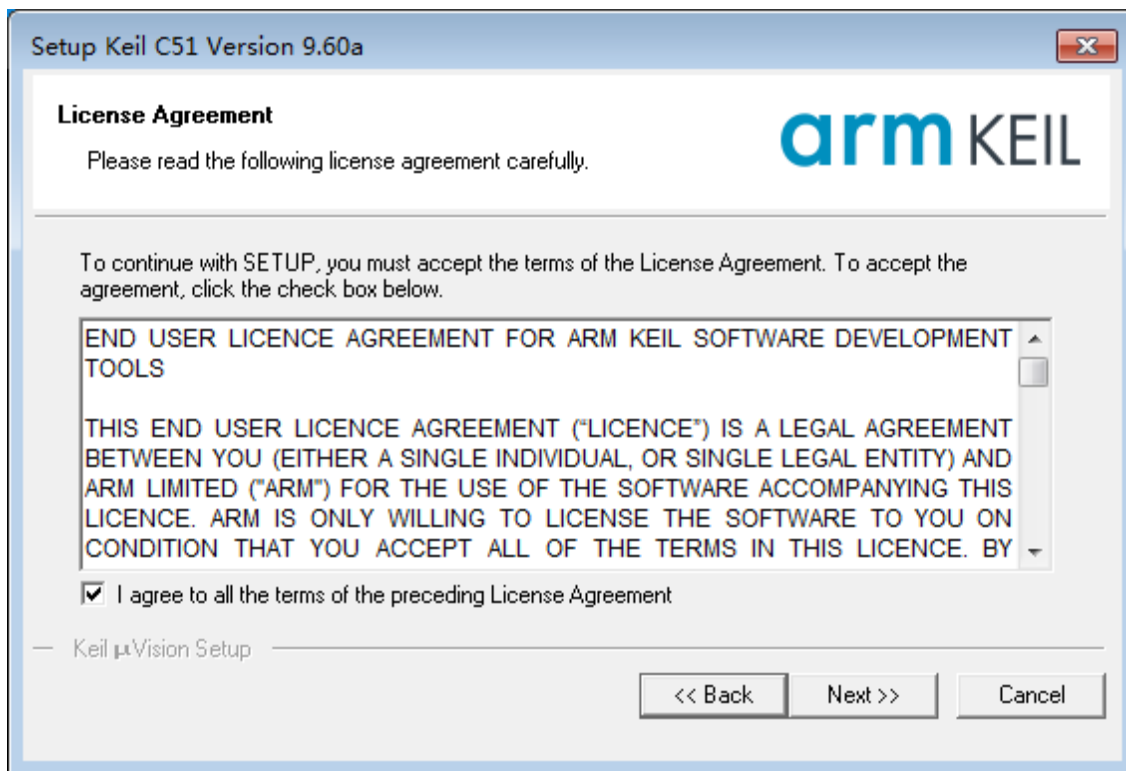 Setup Keil C51 Version 9.60a
License Agreement
Please read the following license agreement carefully.
arm KEIL
To continue with SETUP, you must accept the terms of the License Agreement. To accept the
agreement, click the check box below.
END USER LICENCE AGREEMENT FOR ARM KEIL SOFTWARE DEVELOPMENT
TOOLS
THIS END USER LICENCE AGREEMENT (“LICENCE”) IS A LEGAL AGREEMENT
BETWEEN YOU (EITHER A SINGLE INDIVIDUAL, OR SINGLE LEGAL ENTITY) AND
ARM LIMITED ("ARM") FOR THE USE OF THE SOFTWARE ACCOMPANYING THIS
LICENCE. ARM IS ONLY WILLING TO LICENSE THE SOFTWARE TO YOU ON
CONDITION THAT YOU ACCEPT ALL OF THE TERMS IN THIS LICENCE. BY
I agree to all the terms of the preceding License Agreement
Keil µVision Setup
<< Back Next >> Cancel